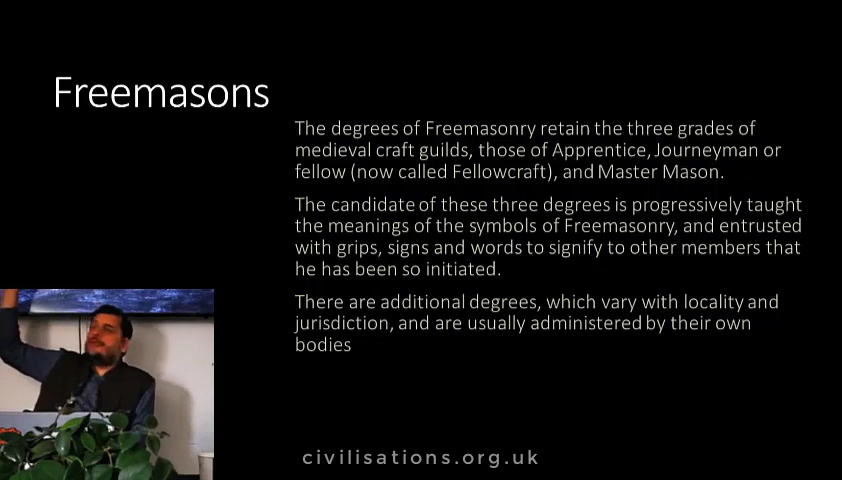 Freemasons
The degrees of Freemasonry retain the three grades of
medieval craft guilds, those of Apprentice, Journeyman or
fellow (now called Fellowcraft), and Master Mason.
The candidate of these three degrees is progressively taught
the meanings of the symbols of Freemasonry, and entrusted
with grips, signs and words to signify to other members that
he has been so initiated.
There are additional degrees, which vary with locality and
jurisdiction, and are usually administered by their own
bodies
civilisations.org.uk